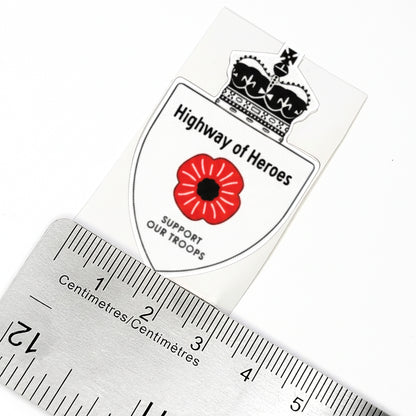 Highway of Heroes
SUPPORT
OUR TROOPS
1 2 3 4 5
Centimetres/Centimètres
12